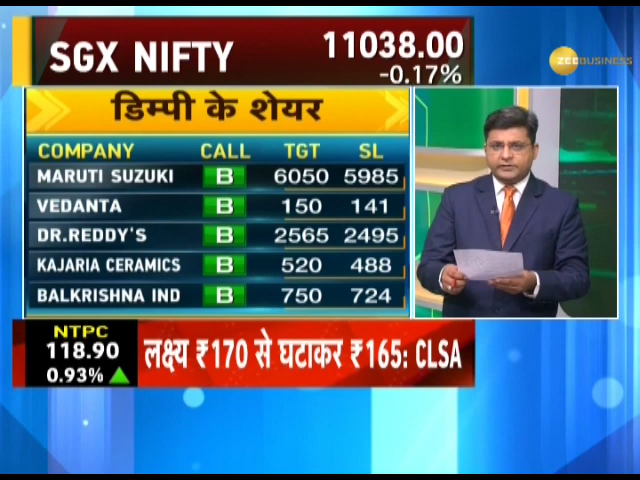 SGX NIFTY
11038.00
-0.17%
ZEE BUSINESS
डिम्पी के शेयर
COMPANY CALL TGT SL
MARUTI SUZUKI B 6050 5985
VEDANTA B 150 141
DR.REDDY'S B 2565 2495
KAJARIA CERAMICS B 520 488
BALKRISHNA IND B 750 724
NTPC
118.90
0.93%
लक्ष्य ₹170 से घटाकर ₹165: CLSA